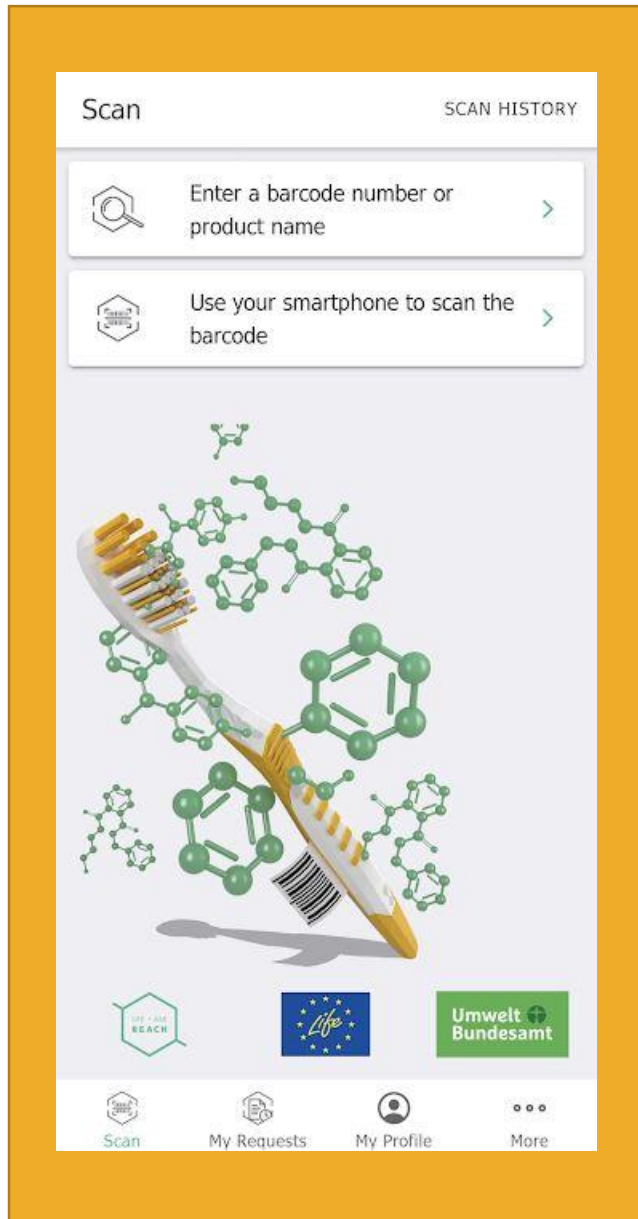 Scan
SCAN HISTORY
Enter a barcode number or
product name
Use your smartphone to scan the
barcode
LIFE • ASK
REACH
Life
Umwelt
Bundesamt
Scan
My Requests
My Profile
More